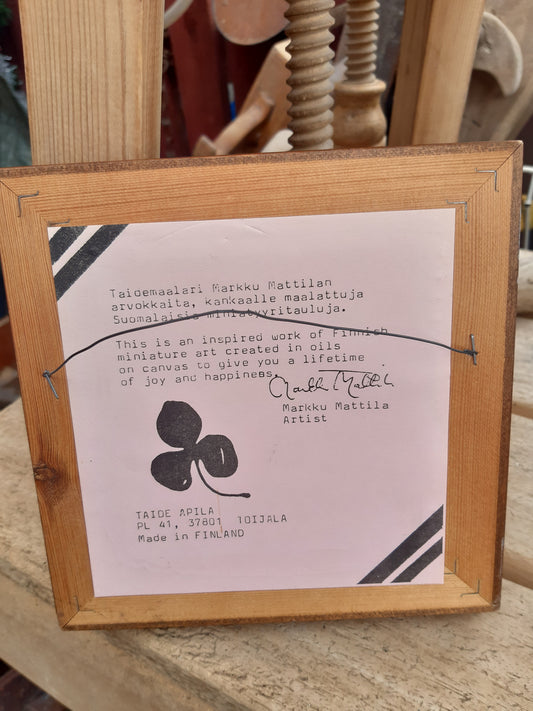 Taidemaalari Markku Mattilan
arvokkaita, kankaalle maalattuja
Suomalaisia miniatyyritauluja.
This is an inspired work of Finnish
miniature art created in oils
on canvas to give you a lifetime
of joy and happiness.
Markku Mattila
Markku Mattila
Artist
TAIDE APILA
PL 41, 37801 TOIJALA
Made in FINLAND